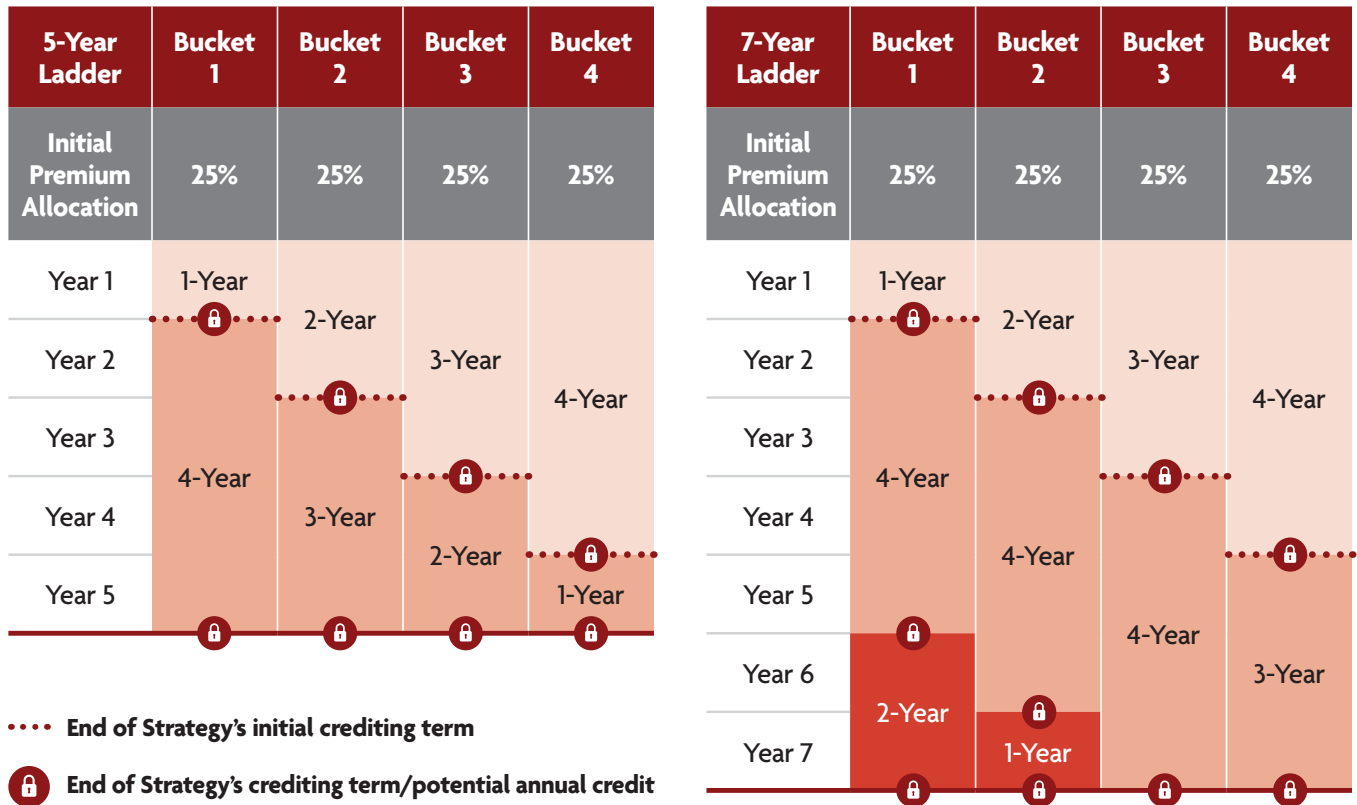 5-Year
Ladder
Bucket
1
Bucket
2
Bucket
3
Bucket
4
Initial
Premium
Allocation
25%
25%
25%
25%
Year 1
1-Year
2-Year
Year 2
3-Year
4-Year
Year 3
4-Year
Year 4
3-Year
2-Year
Year 5
1-Year
End of Strategy's initial crediting term
End of Strategy's crediting term/potential annual credit
7-Year
Ladder
Bucket
1
Bucket
2
Bucket
3
Bucket
4
Initial
Premium
Allocation
25%
25%
25%
25%
Year 1
1-Year
2-Year
Year 2
3-Year
4-Year
Year 3
4-Year
Year 4
4-Year
Year 5
4-Year
Year 6
3-Year
2-Year
Year 7
1-Year